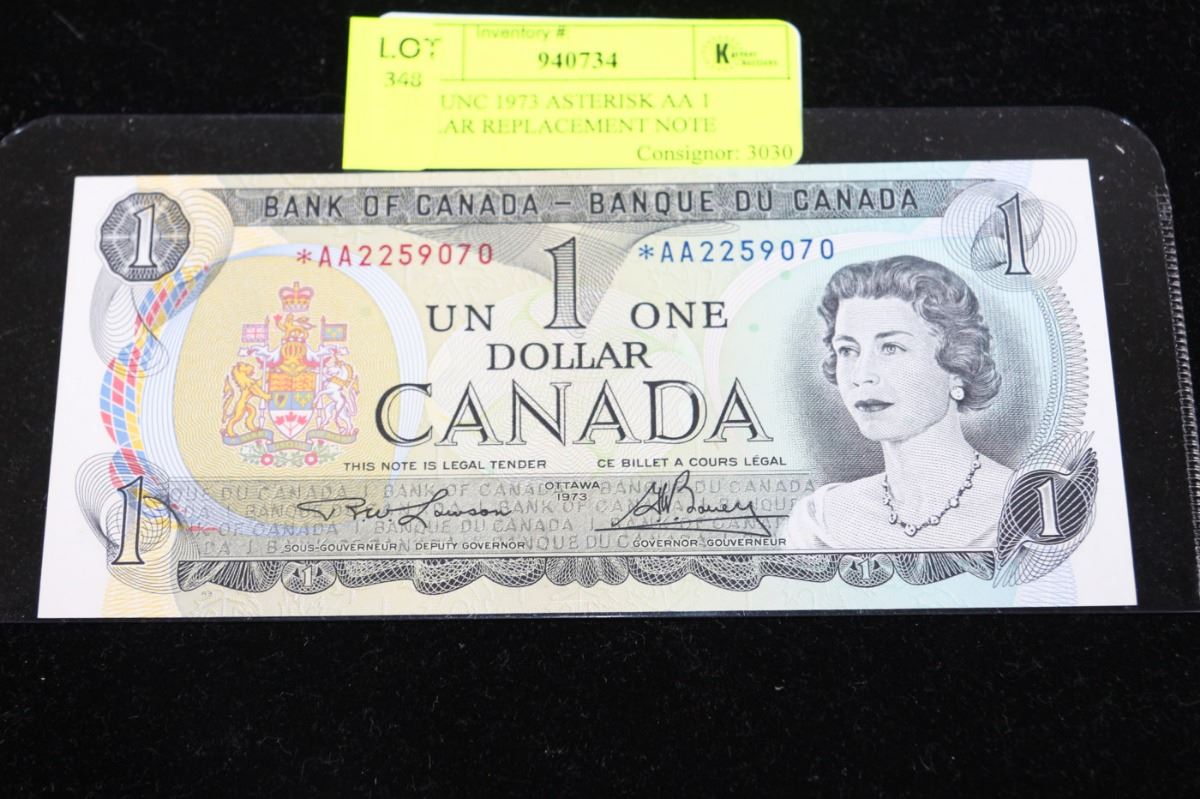 LOT
348
Inventory #
940734
UNC 1973 ASTERISK AA 1
AR REPLACEMENT NOTE
Consignor: 3030
BANK OF CANADA – BANQUE DU CANADA
1
1
*AA2259070
*AA2259070
UN 1 ONE
DOLLAR
CANADA
THIS NOTE IS LEGAL TENDER
CE BILLET A COURS LÉGAL
OTTAWA
1973
SOUS-GOUVERNEUR DEPUTY GOVERNOR
GOVERNOR GOUVERNEUR
1
1
1
1